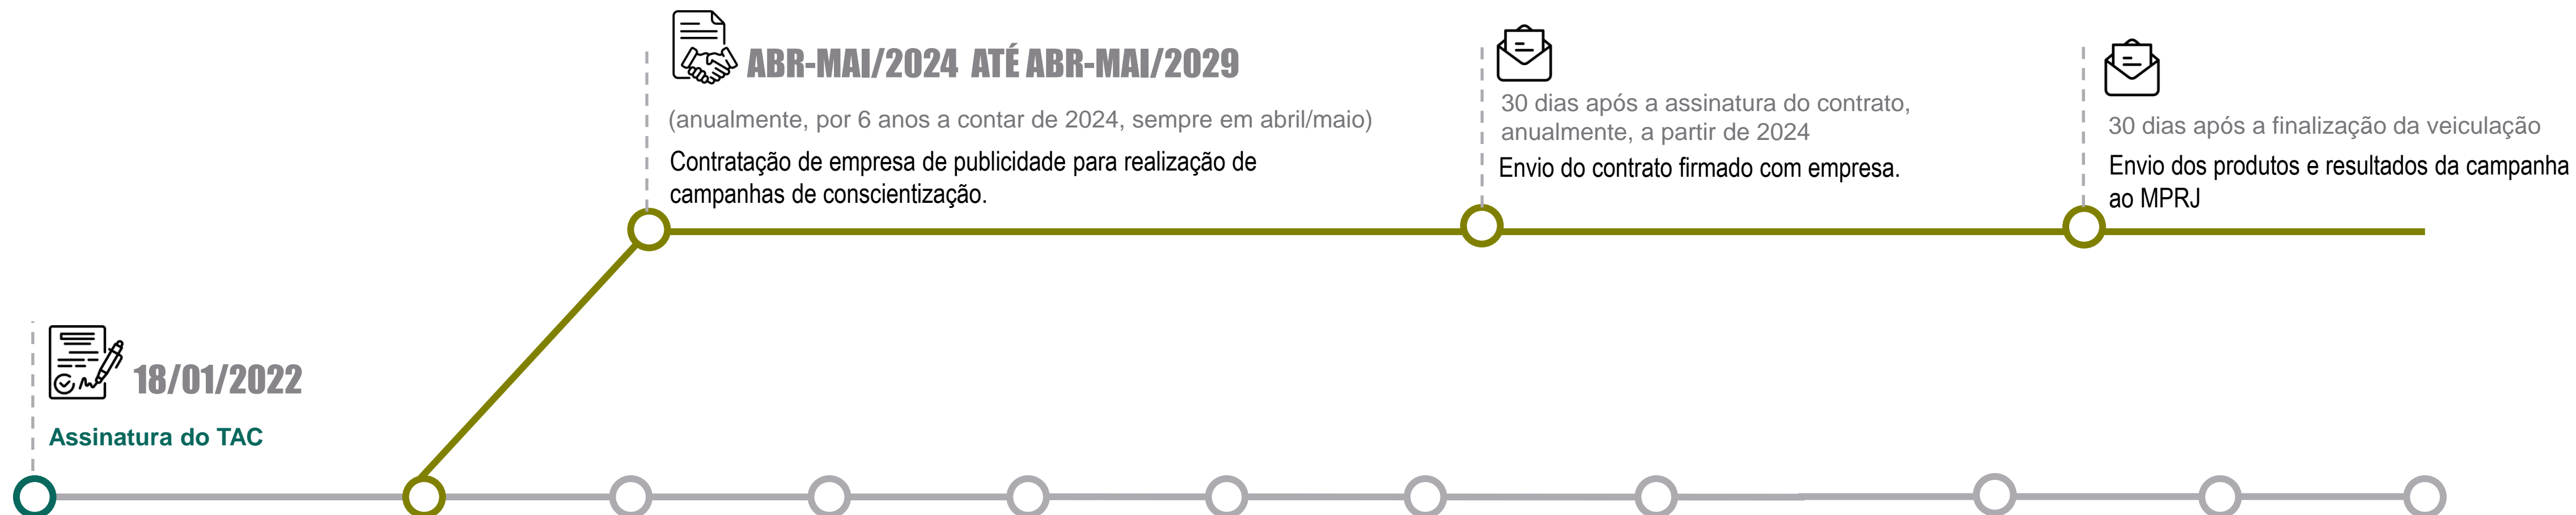 ABR-MAI/2024 ATÉ ABR-MAI/2029
(anualmente, por 6 anos a contar de 2024, sempre em abril/maio)
Contratação de empresa de publicidade para realização de
campanhas de conscientização.
30 dias após a assinatura do contrato,
anualmente, a partir de 2024
Envio do contrato firmado com empresa.
30 dias após a finalização da veiculação
Envio dos produtos e resultados da campanha
ao MPRJ
18/01/2022
Assinatura do TAC